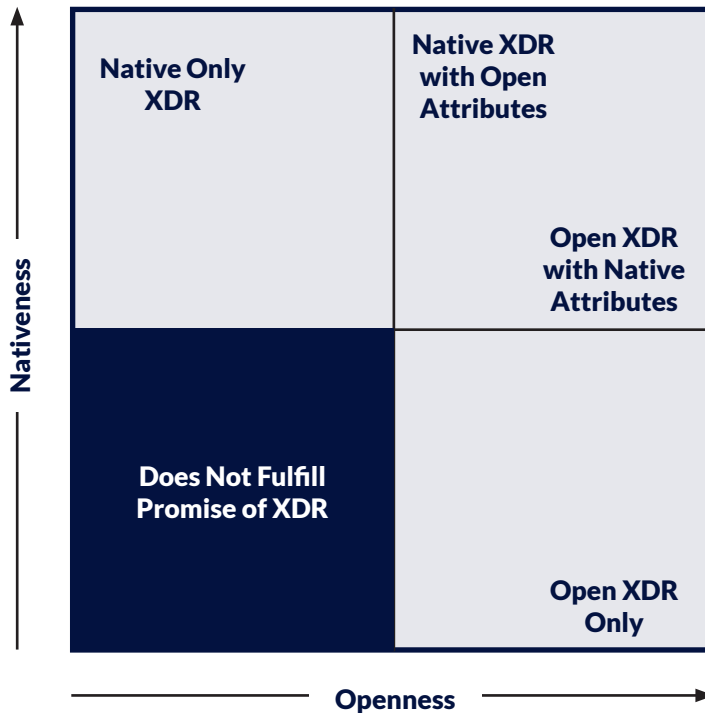 Native Only
XDR
Native XDR
with Open
Attributes
Open XDR
with Native
Attributes
Nativeness
Does Not Fulfill
Promise of XDR
Open XDR
Only
Openness